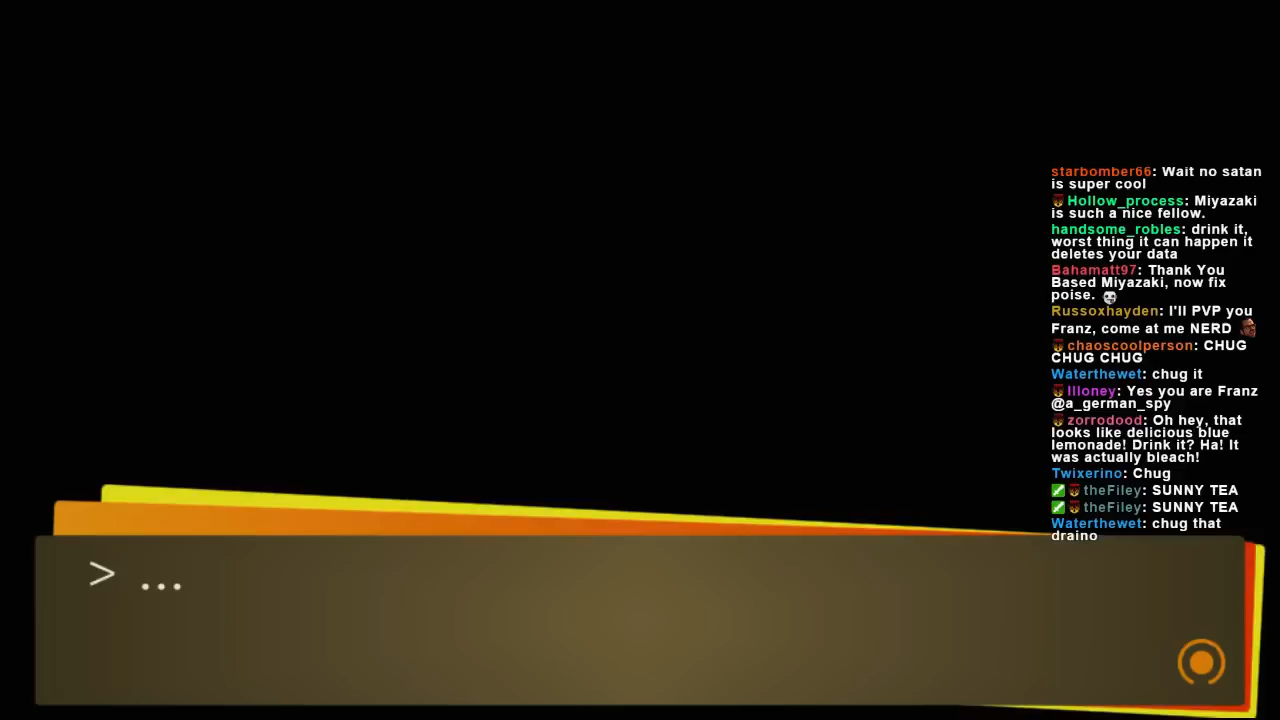 starbomber66: Wait no satan
is super cool
Hollow_process: Miyazaki
is such a nice fellow.
handsome_robles: drink it,
worst thing it can happen it
deletes your data
Bahamatt97: Thank You
Based Miyazaki, now fix
poise.
Russoxhayden: I'll PVP you
Franz, come at me NERD
chaoscoolperson: CHUG
CHUG CHUG
Waterthewet: chug it
Illoney: Yes you are Franz
@a_german_spy
zorrodood: Oh hey, that
looks like delicious blue
lemonade! Drink it? Ha! It
was actually bleach!
Twixerino: Chug
theFiley: SUNNY TEA
theFiley: SUNNY TEA
Waterthewet: chug that
draino
> ...